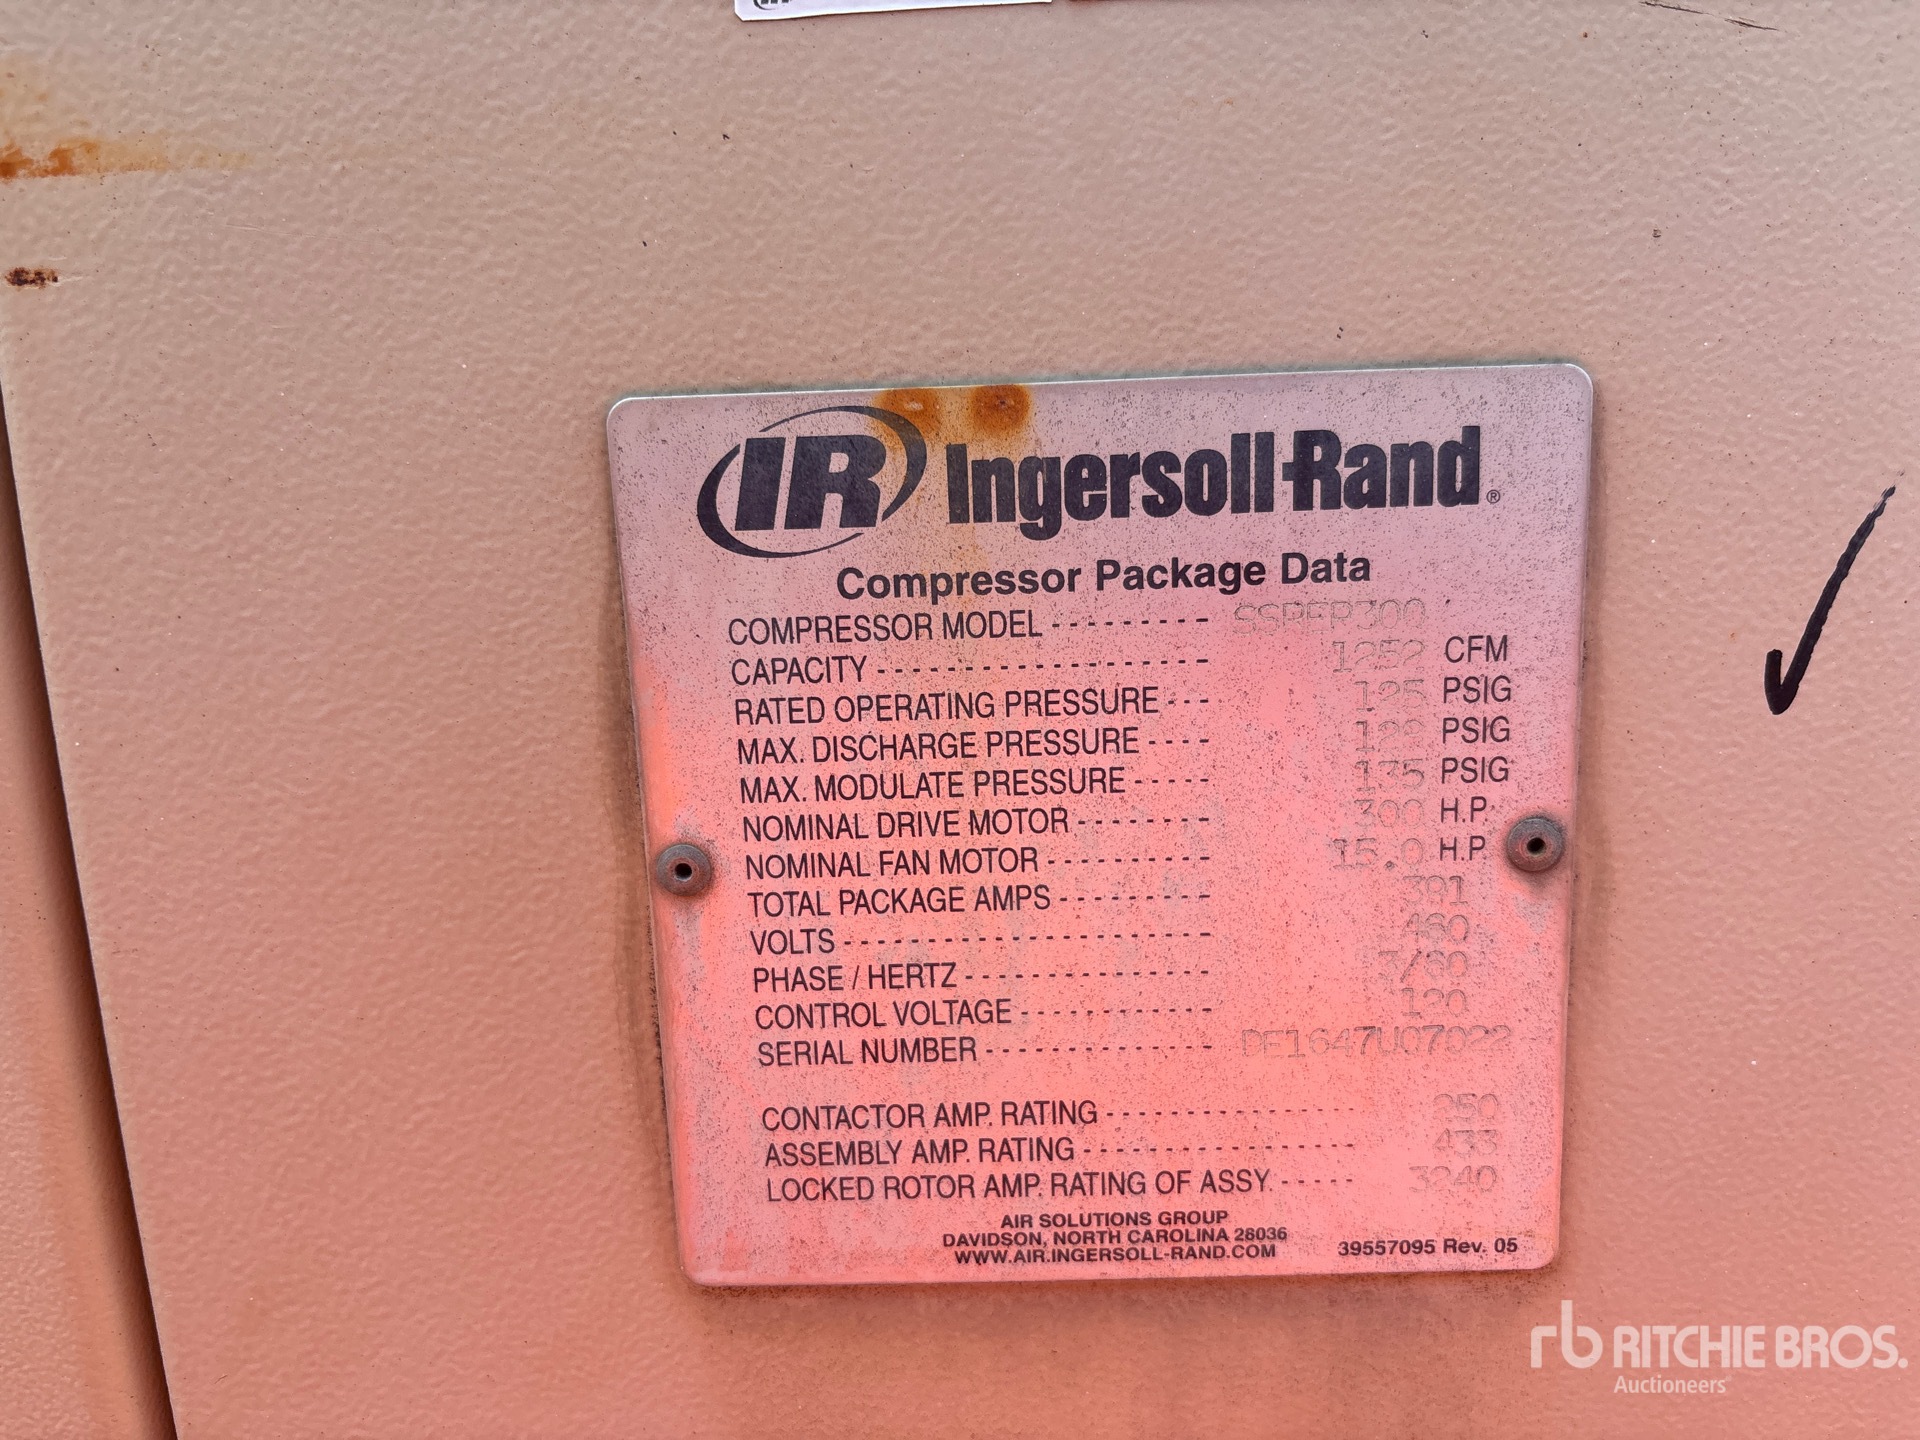 IR Ingersoll-Rand®
Compressor Package Data
COMPRESSOR MODEL - - - - - - - - - SSREP300
CAPACITY - - - - - - - - - - - - - - - - - - - - 1252 CFM
RATED OPERATING PRESSURE - - - 125 PSIG
MAX. DISCHARGE PRESSURE - - - - 128 PSIG
MAX. MODULATE PRESSURE - - - - - 135 PSIG
NOMINAL DRIVE MOTOR - - - - - - - - 300 H.P.
NOMINAL FAN MOTOR - - - - - - - - - - 15.0 H.P.
TOTAL PACKAGE AMPS - - - - - - - - - 391
VOLTS - - - - - - - - - - - - - - - - - - - - - - 460
PHASE / HERTZ - - - - - - - - - - - - - - - 3/60
CONTROL VOLTAGE - - - - - - - - - - - - 120
SERIAL NUMBER - - - - - - - - - - - - - -
CONTACTOR AMP. RATING - - - - - - - - - - - - - - - -
ASSEMBLY AMP. RATING - - - - - - - - - - - - - - - - - 433
LOCKED ROTOR AMP. RATING OF ASSY. - - - - - 3240
AIR SOLUTIONS GROUP
DAVIDSON, NORTH CAROLINA 28036
WWW.AIR.INGERSOLL-RAND.COM
39557095 Rev. 05
rb RITCHIE BROS.
Auctioneers